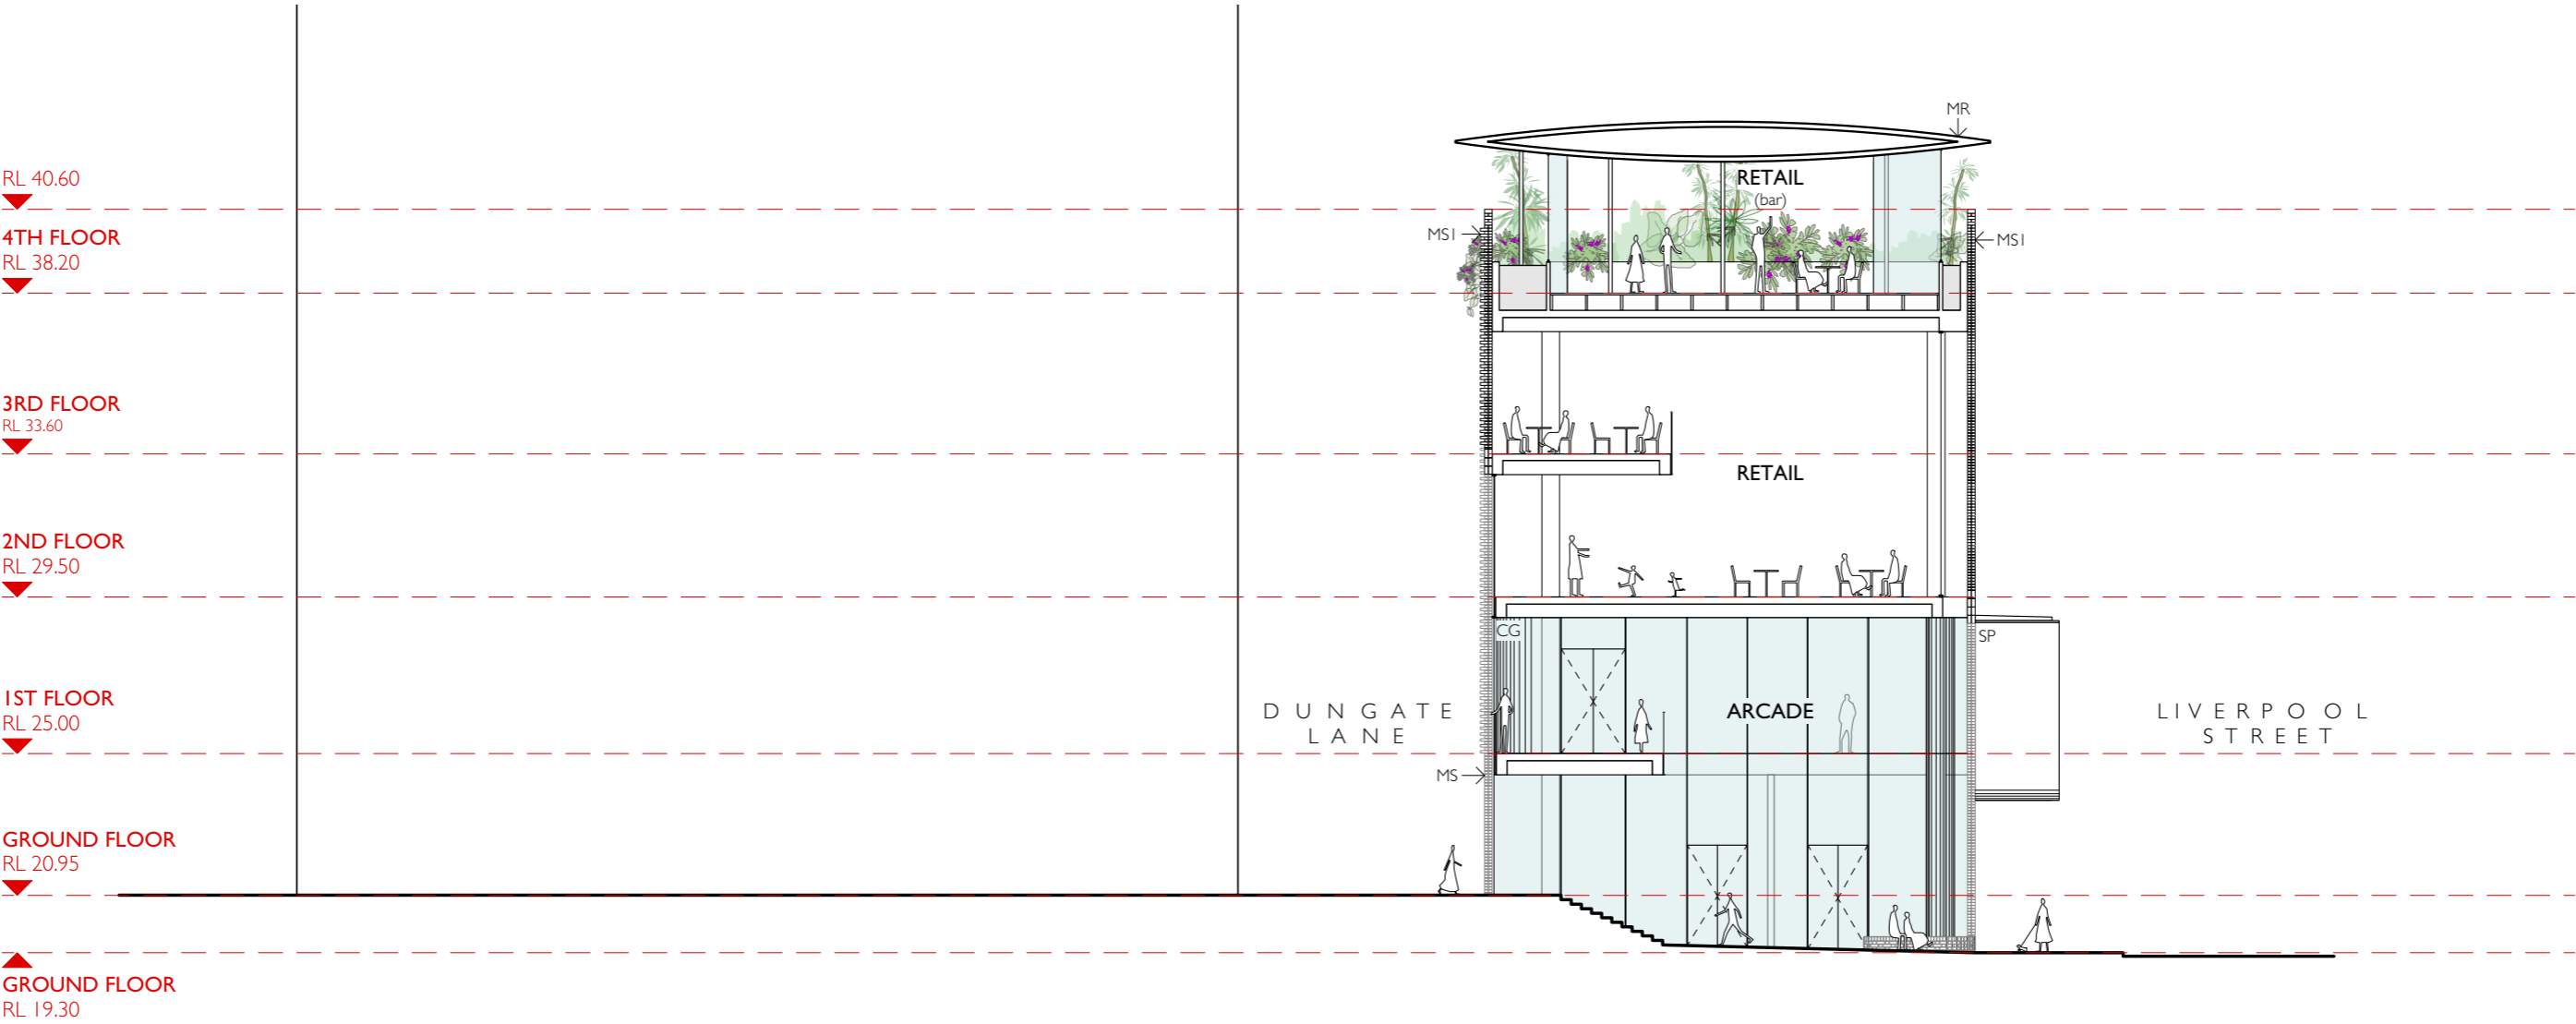 MR
RL 40.60
RETAIL
(bar)
4TH FLOOR
RL 38.20
MS1
MS1
3RD FLOOR
RL 33.60
RETAIL
2ND FLOOR
RL 29.50
CG
SP
1ST FLOOR
RL 25.00
DUNGATE
LANE
ARCADE
LIVERPOOL
STREET
MS
GROUND FLOOR
RL 20.95
GROUND FLOOR
RL 19.30